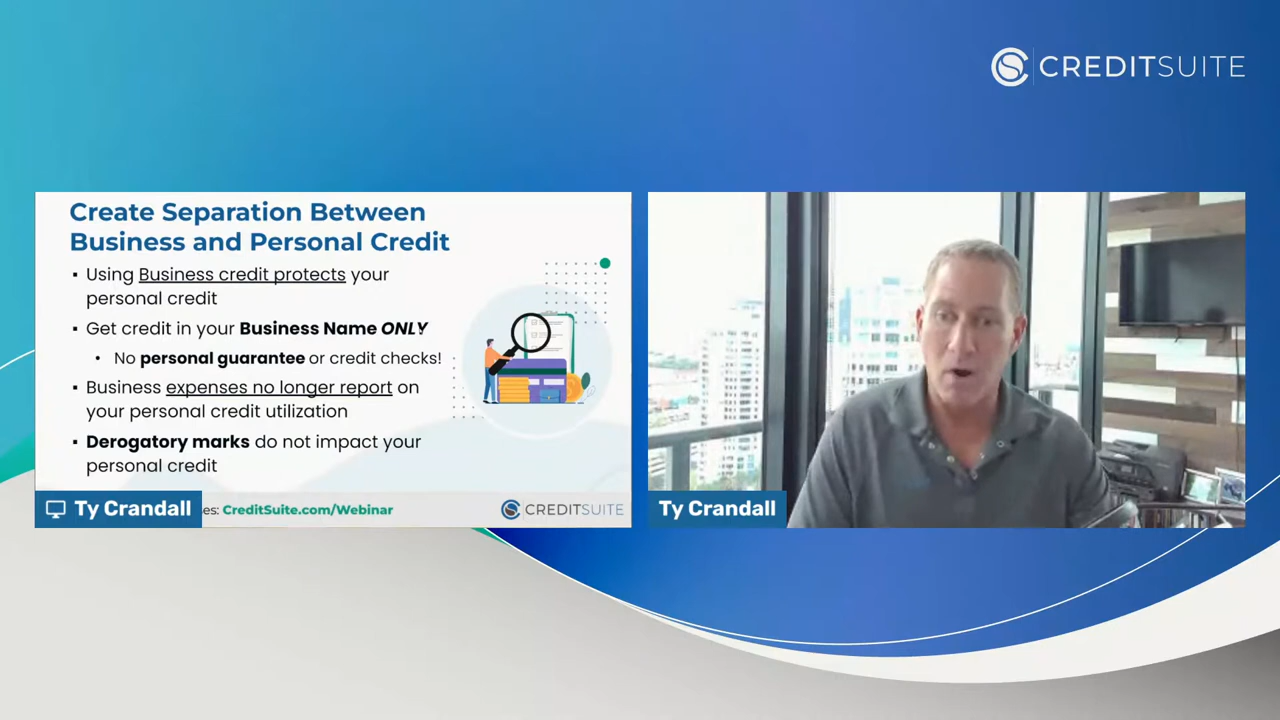 CREDITSUITE
Create Separation Between
Business and Personal Credit
▪ Using Business credit protects your
personal credit
▪ Get credit in your Business Name ONLY
• No personal guarantee or credit checks!
▪ Business expenses no longer report on
your personal credit utilization
▪ Derogatory marks do not impact your
personal credit
Ty Crandall
CreditSuite.com/Webinar
CREDITSUITE
Ty Crandall